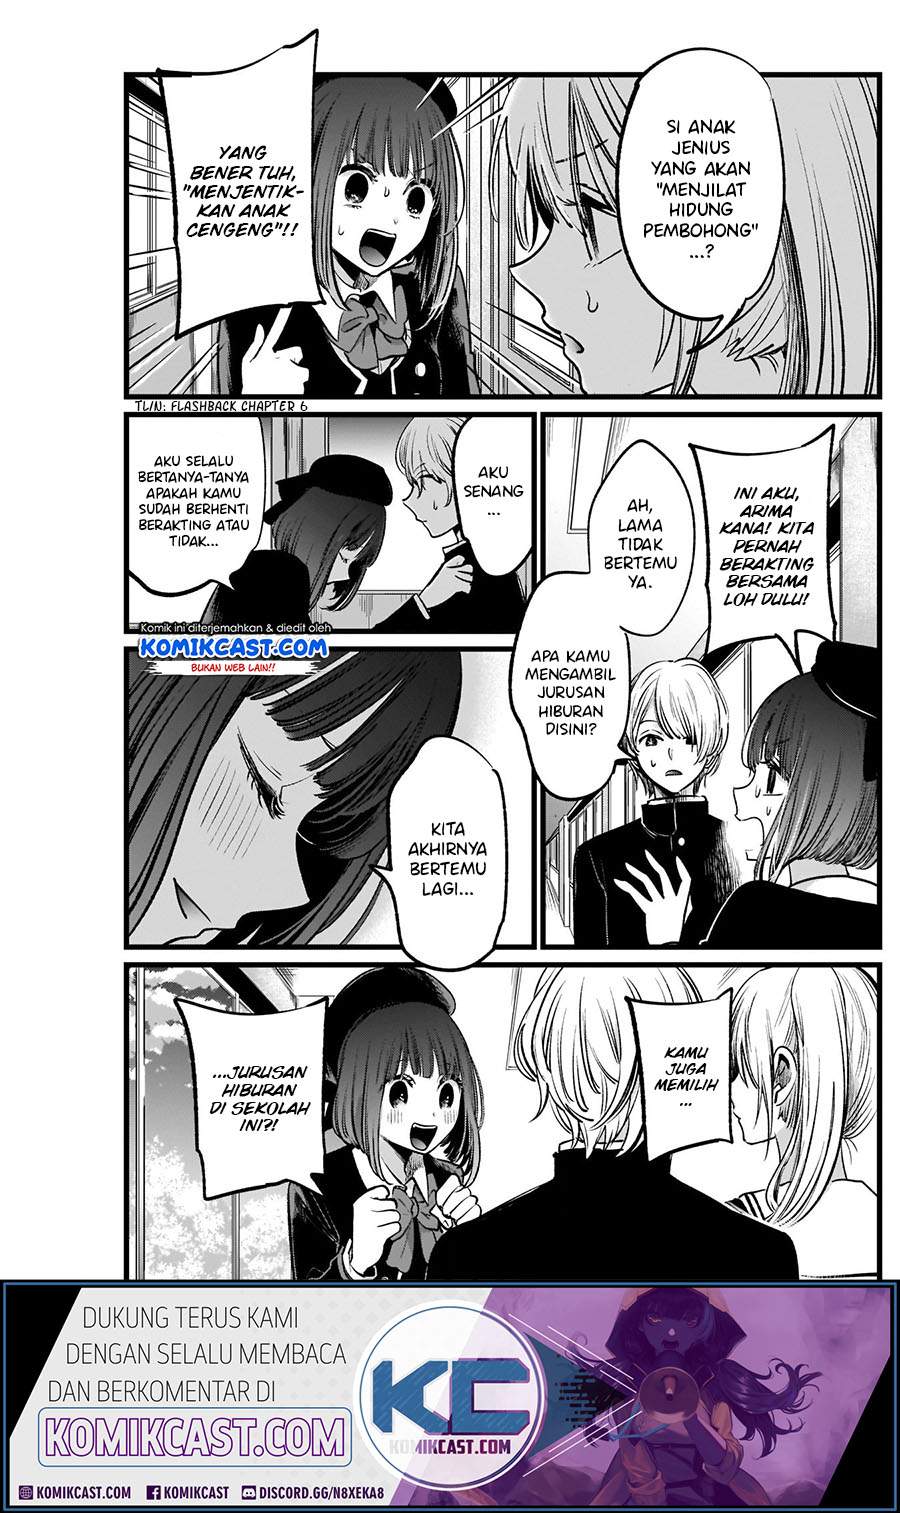 SI ANAK
JENIUS
YANG AKAN
"MENJILAT
HIDUNG
PEMBOHONG"
...?
YANG
BENER TUH,
"MENJENTIK-
KAN ANAK
CENGENG"!!
TL/N: FLASHBACK CHAPTER 6
INI AKU,
ARIMA
KANA! KITA
PERNAH
BERAKTING
BERSAMA
LOH DULU!
AH,
LAMA
TIDAK
BERTEMU
YA.
APA KAMU
MENGAMBIL
JURUSAN
HIBURAN
DISINI?
AKU
SENANG
...
AKU SELALU
BERTANYA-TANYA
APAKAH KAMU
SUDAH BERHENTI
BERAKTING ATAU
TIDAK...
Komik ini diterjemahkan & diedit oleh
KOMIKCAST.COM
BUKAN WEB LAIN!!
KITA
AKHIRNYA
BERTEMU
LAGI...
KAMU
JUGA
MEMILIH
...
...JURUSAN
HIBURAN
DI SEKOLAH
INI?!
DUKUNG TERUS KAMI
DENGAN SELALU MEMBACA
DAN BERKOMENTAR DI
KOMIKCAST.COM
KC
KOMIKCAST.COM
KOMIKCAST.COM KOMIKCAST DISCORD.GG/N8XEKA8